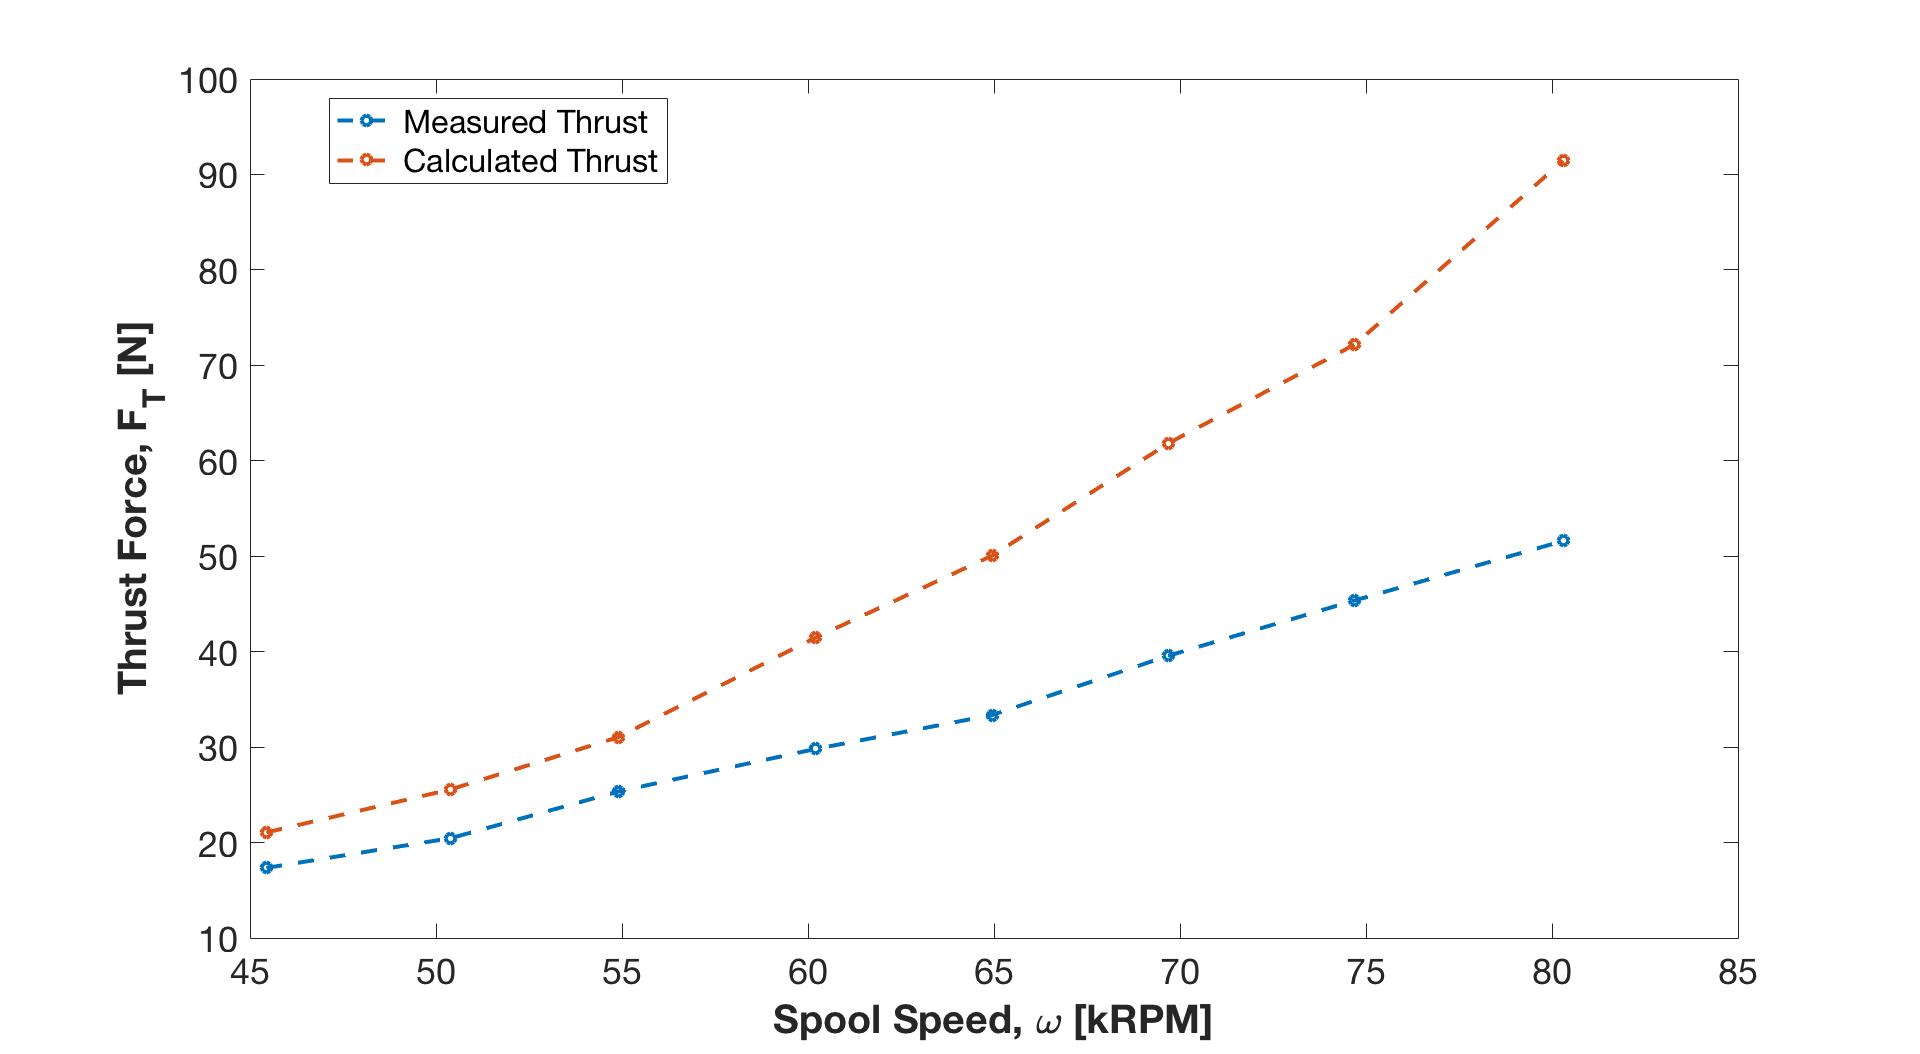 Measured Thrust
Calculated Thrust
100
90
80
70
60
50
40
30
20
10
Thrust Force, F_T [N]
45 50 55 60 65 70 75 80 85
Spool Speed, ω [kRPM]